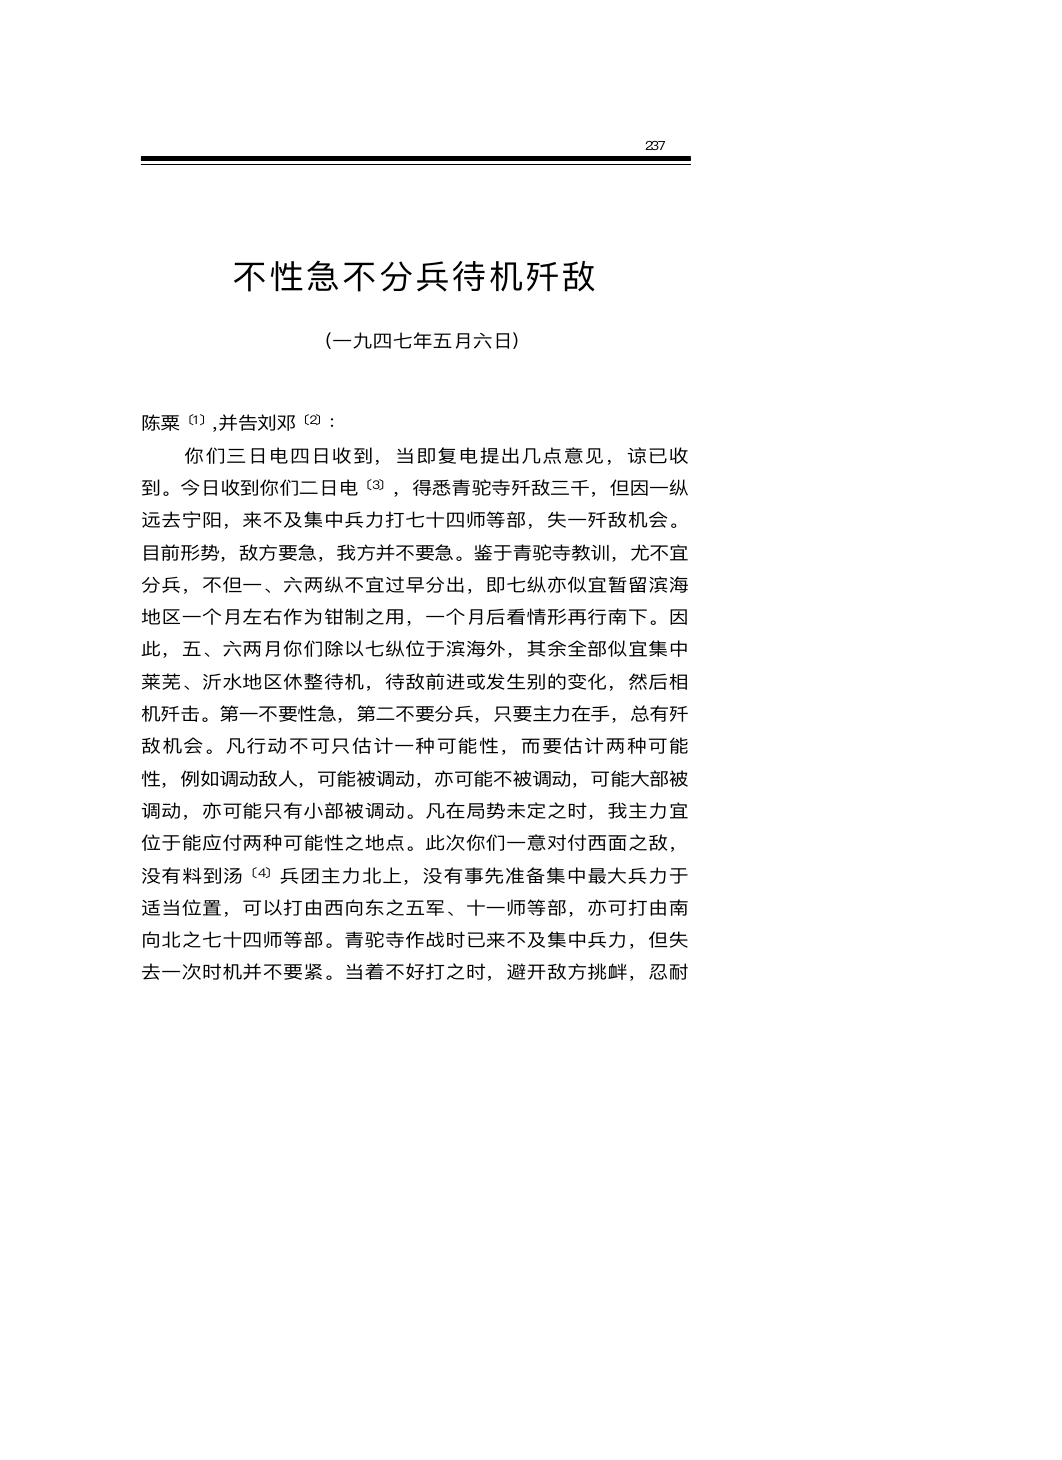 237
不性急不分兵待机歼敌
(一九四七年五月六日)
陈粟〔1〕,并告刘邓〔2〕:
你们三日电四日收到，当即复电提出几点意见，谅已收
到。今日收到你们二日电〔3〕，得悉青驼寺歼敌三千，但因一纵
远去宁阳，来不及集中兵力打七十四师等部，失一歼敌机会。
目前形势，敌方要急，我方并不要急。鉴于青驼寺教训，尤不宜
分兵，不但一、六两纵不宜过早分出，即七纵亦似宜暂留滨海
地区一个月左右作为钳制之用，一个月后看情形再行南下。因
此，五、六两月你们除以七纵位于滨海外，其余全部似宜集中
莱芜、沂水地区休整待机，待敌前进或发生别的变化，然后相
机歼击。第一不要性急，第二不要分兵，只要主力在手，总有歼
敌机会。凡行动不可只估计一种可能性，而要估计两种可能
性，例如调动敌人，可能被调动，亦可能不被调动，可能大部被
调动，亦可能只有小部被调动。凡在局势未定之时，我主力宜
位于能应付两种可能性之地点。此次你们一意对付西面之敌，
没有料到汤〔4〕兵团主力北上，没有事先准备集中最大兵力于
适当位置，可以打由西向东之五军、十一师等部，亦可打由南
向北之七十四师等部。青驼寺作战时已来不及集中兵力，但失
去一次时机并不要紧。当着不好打之时，避开敌方挑衅，忍耐